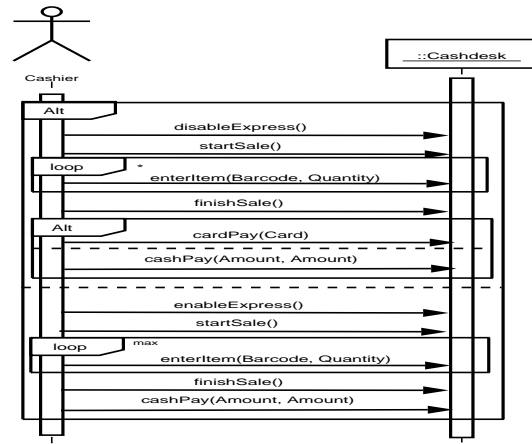 ::Cashdesk
Cashier
Alt
disableExpress()
startSale()
loop *
enterItem(Barcode, Quantity)
finishSale()
Alt
cardPay(Card)
cashPay(Amount, Amount)
enableExpress()
startSale()
loop max
enterItem(Barcode, Quantity)
finishSale()
cashPay(Amount, Amount)